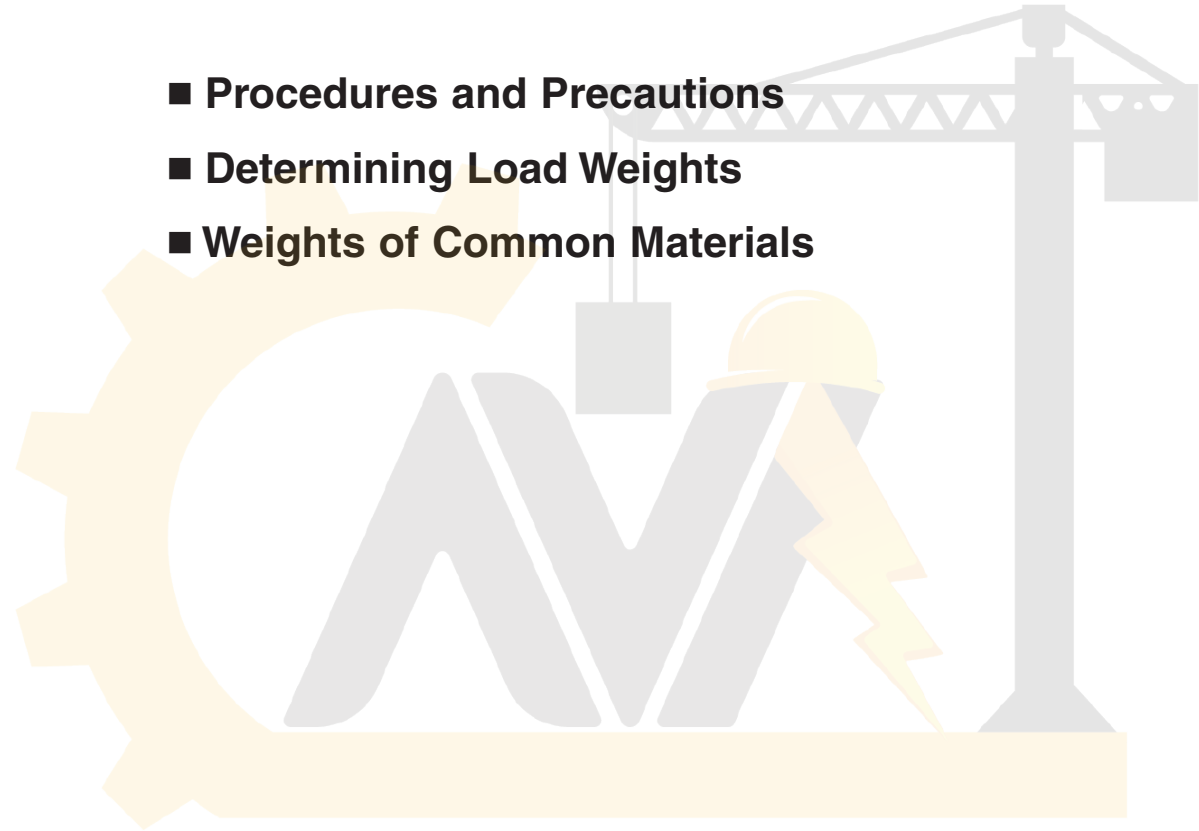 ■ Procedures and Precautions
■ Determining Load Weights
■ Weights of Common Materials